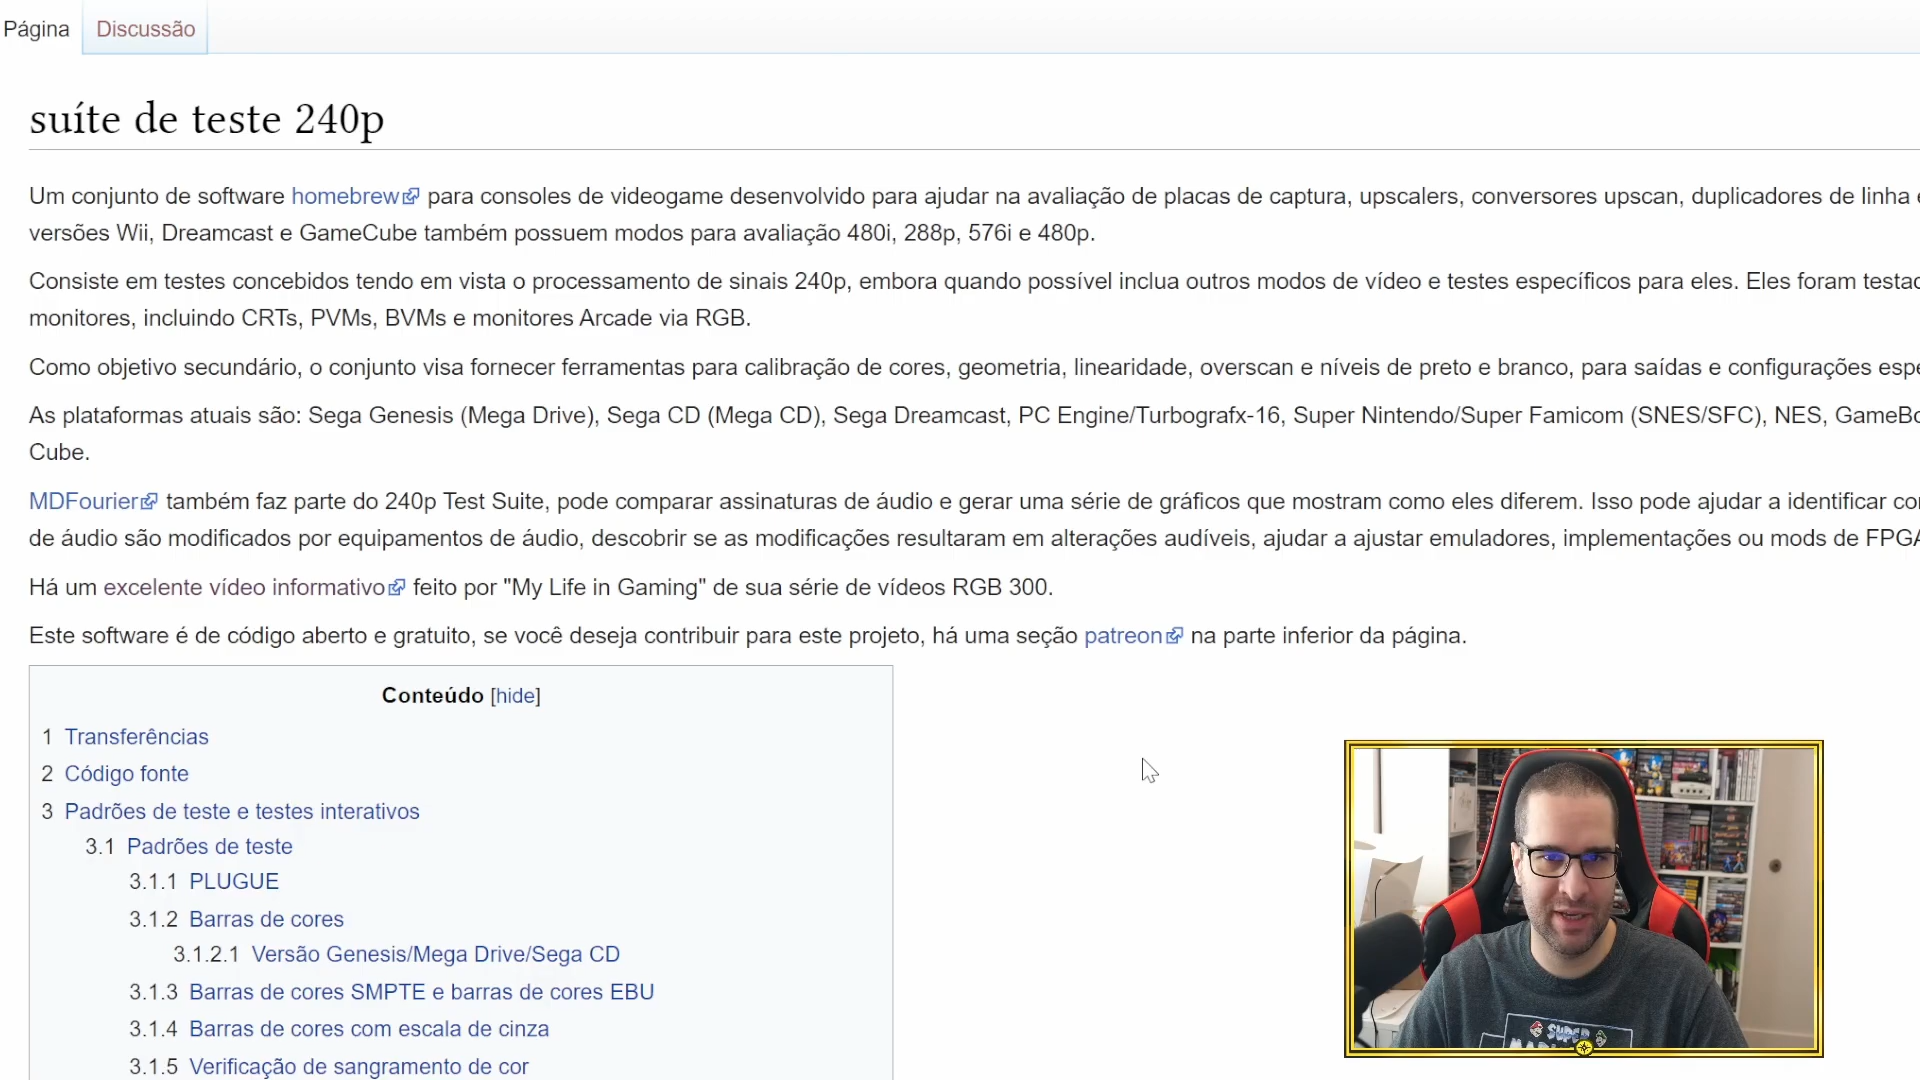 Página Discussão
suíte de teste 240p
Um conjunto de software homebrew para consoles de videogame desenvolvido para ajudar na avaliação de placas de captura, upscalers, conversores upscan, duplicadores de linha
versões Wii, Dreamcast e GameCube também possuem modos para avaliação 480i, 288p, 576i e 480p.
Consiste em testes concebidos tendo em vista o processamento de sinais 240p, embora quando possível inclua outros modos de vídeo e testes específicos para eles. Eles foram
monitores, incluindo CRTs, PVMs, BVMs e monitores Arcade via RGB.
Como objetivo secundário, o conjunto visa fornecer ferramentas para calibração de cores, geometria, linearidade, overscan e níveis de preto e branco, para saídas e configurações
As plataformas atuais são: Sega Genesis (Mega Drive), Sega CD (Mega CD), Sega Dreamcast, PC Engine/Turbografx-16, Super Nintendo/Super Famicom (SNES/SFC), NES,
Cube.
MDFourier também faz parte do 240p Test Suite, pode comparar assinaturas de áudio e gerar uma série de gráficos que mostram como eles diferem. Isso pode ajudar a identificar
de áudio são modificados por equipamentos de áudio, descobrir se as modificações resultaram em alterações audíveis, ajudar a ajustar emuladores, implementações ou mods de FPGA
Há um excelente vídeo informativo feito por "My Life in Gaming" de sua série de vídeos RGB 300.
Este software é de código aberto e gratuito, se você deseja contribuir para este projeto, há uma seção patreon na parte inferior da página.
Conteúdo [hide]
1 Transferências
2 Código fonte
3 Padrões de teste e testes interativos
3.1 Padrões de teste
3.1.1 PLUGUE
3.1.2 Barras de cores
3.1.2.1 Versão Genesis/Mega Drive/Sega CD
3.1.3 Barras de cores SMPTE e barras de cores EBU
3.1.4 Barras de cores com escala de cinza
3.1.5 Verificação de sangramento de cor
SUPER